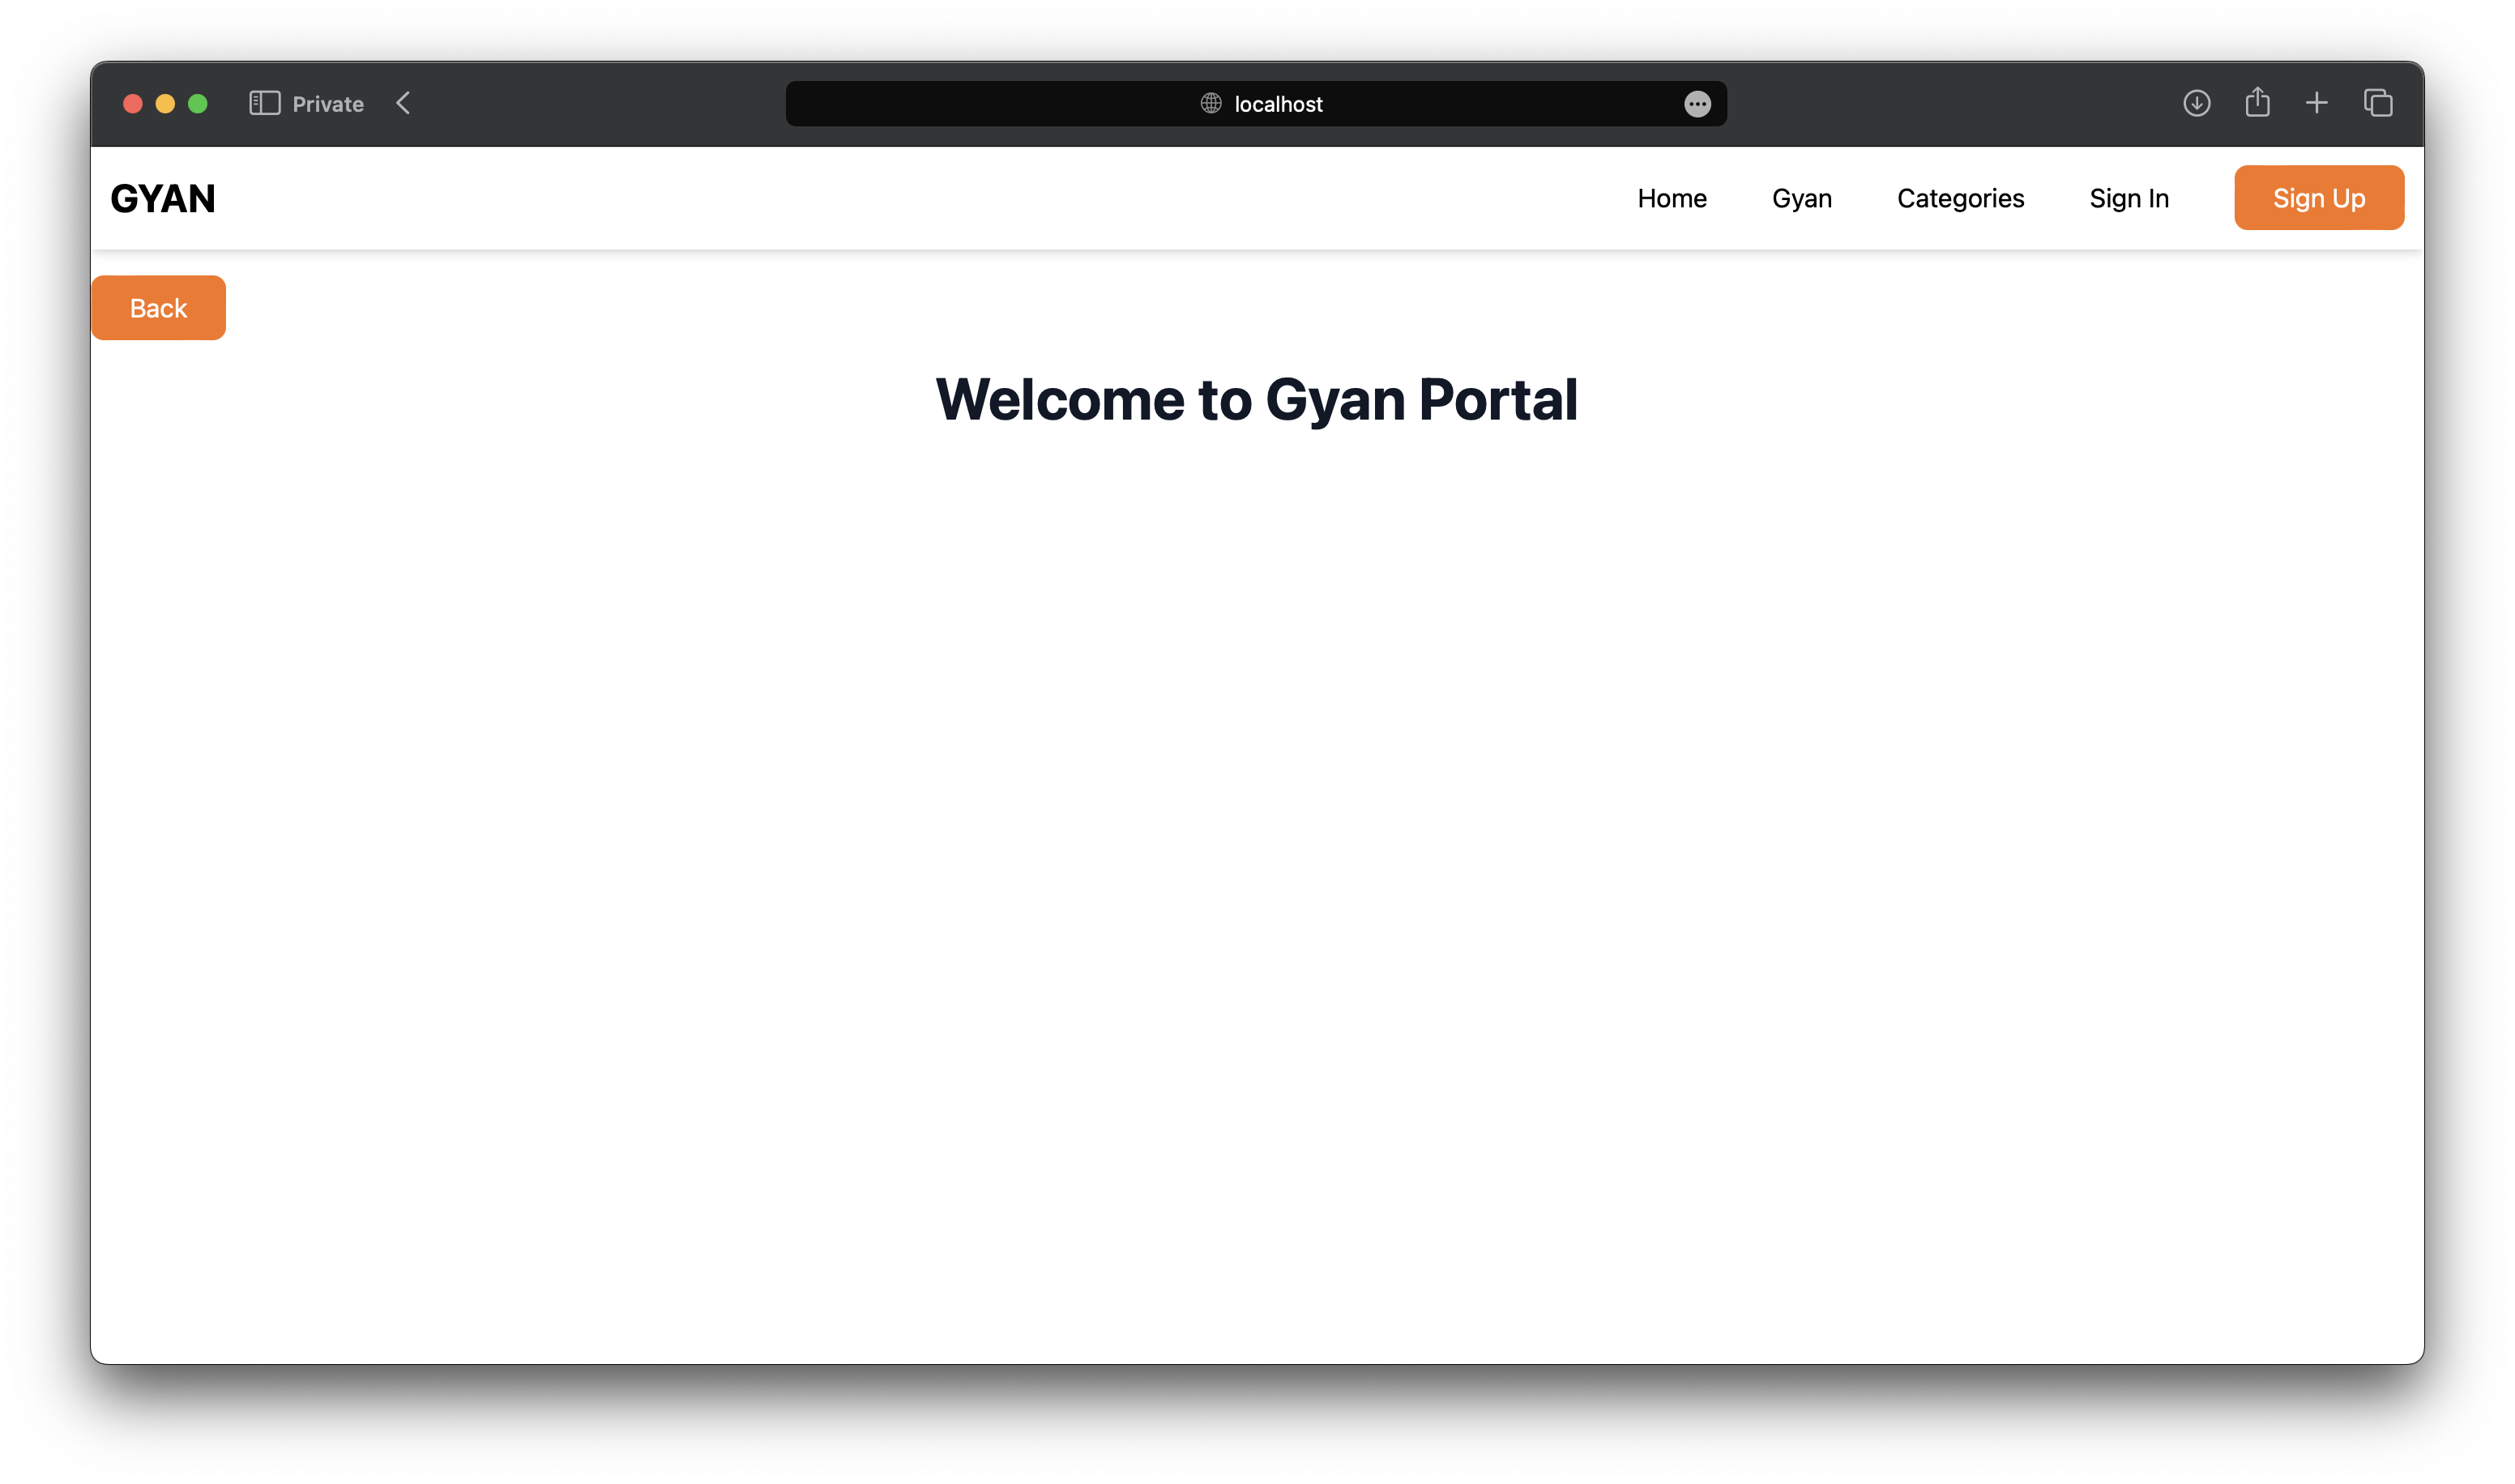 Private
localhost
GYAN
Home Gyan Categories Sign In Sign Up
Back
Welcome to Gyan Portal